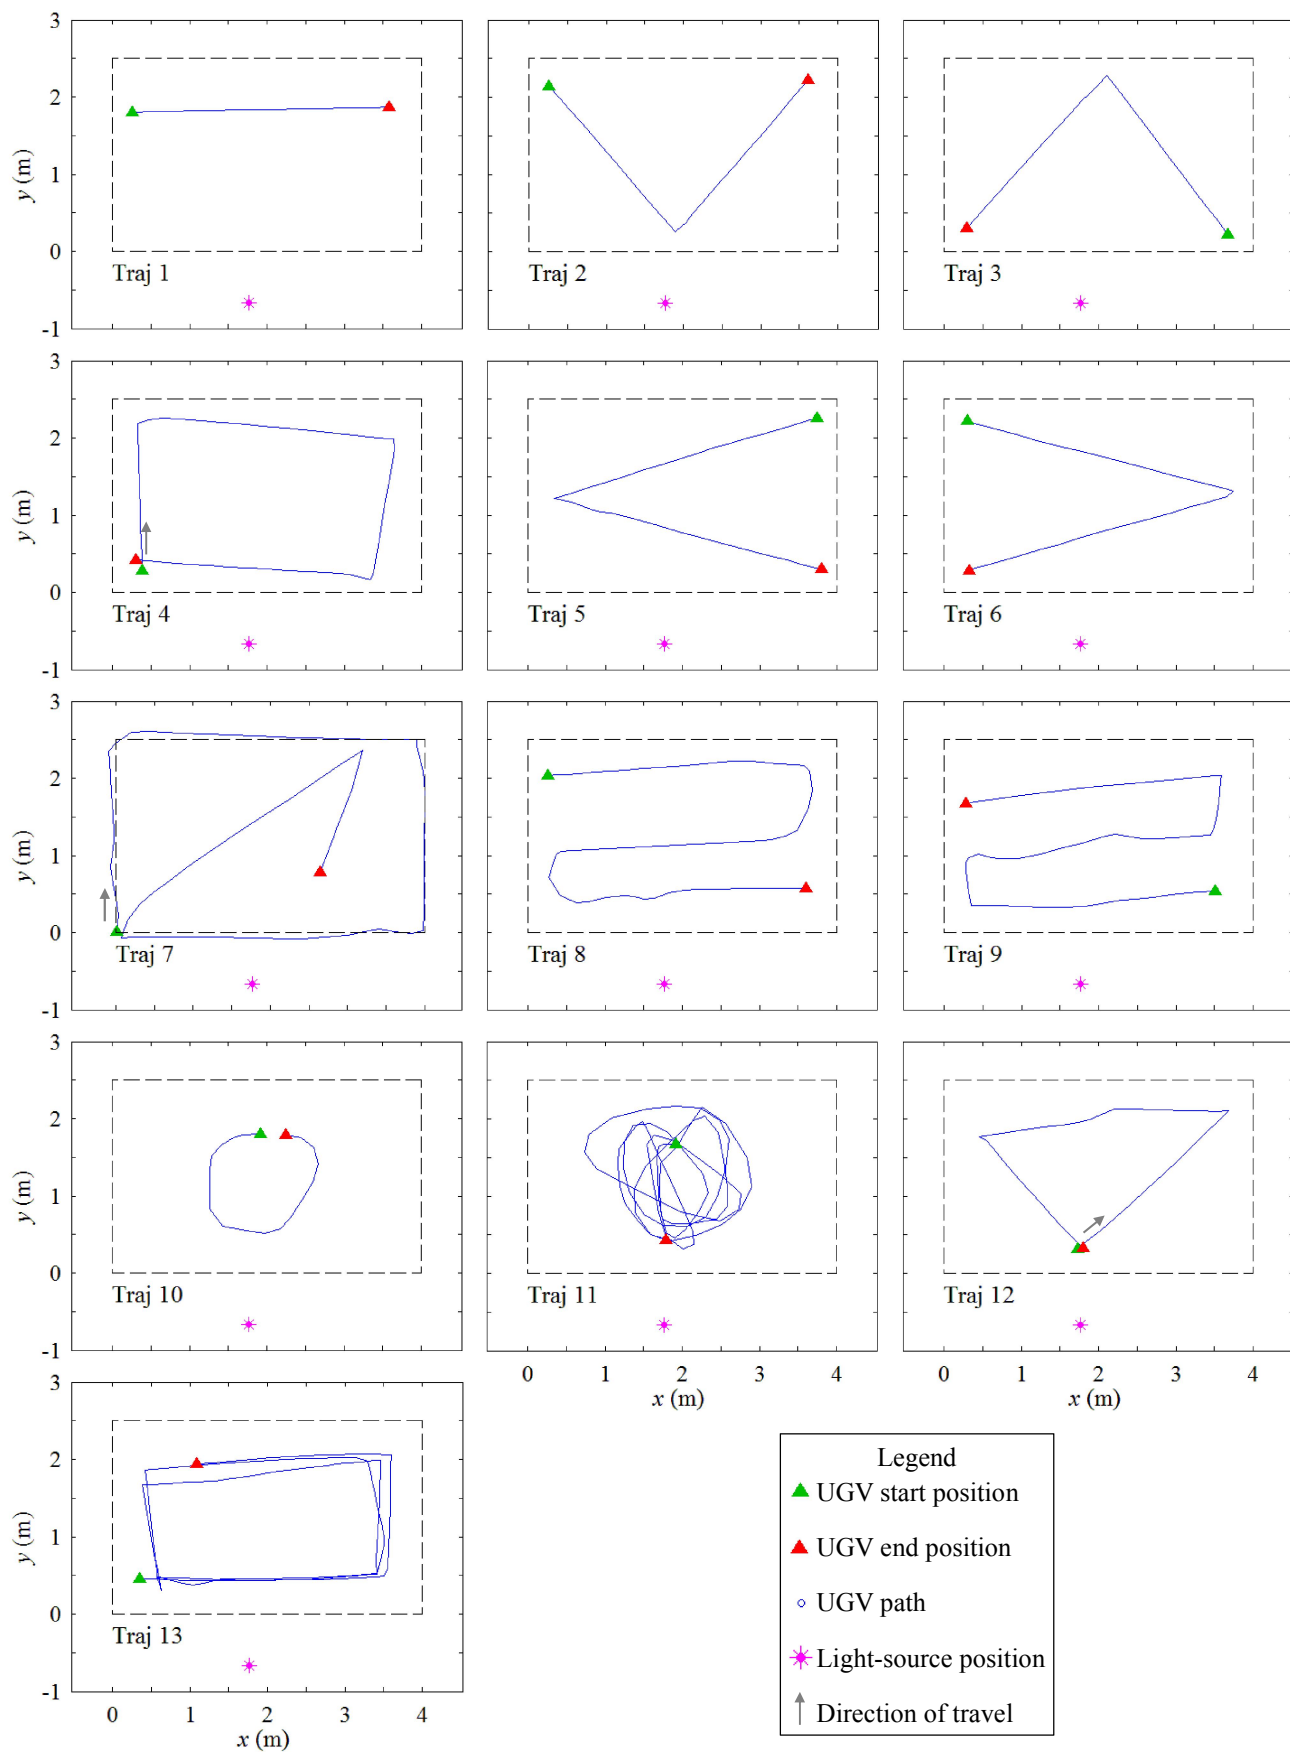 3
2
y (m)
1
0
Traj 1
Traj 2
Traj 3
-1
3
2
y (m)
1
0
Traj 4
Traj 5
Traj 6
-1
3
2
y (m)
1
0
Traj 7
Traj 8
Traj 9
-1
3
2
y (m)
1
0
Traj 10
Traj 11
Traj 12
-1
0 1 2 3 4
x (m)
0 1 2 3 4
x (m)
3
2
y (m)
1
0
Traj 13
-1
0 1 2 3 4
x (m)
Legend
UGV start position
UGV end position
UGV path
Light-source position
Direction of travel